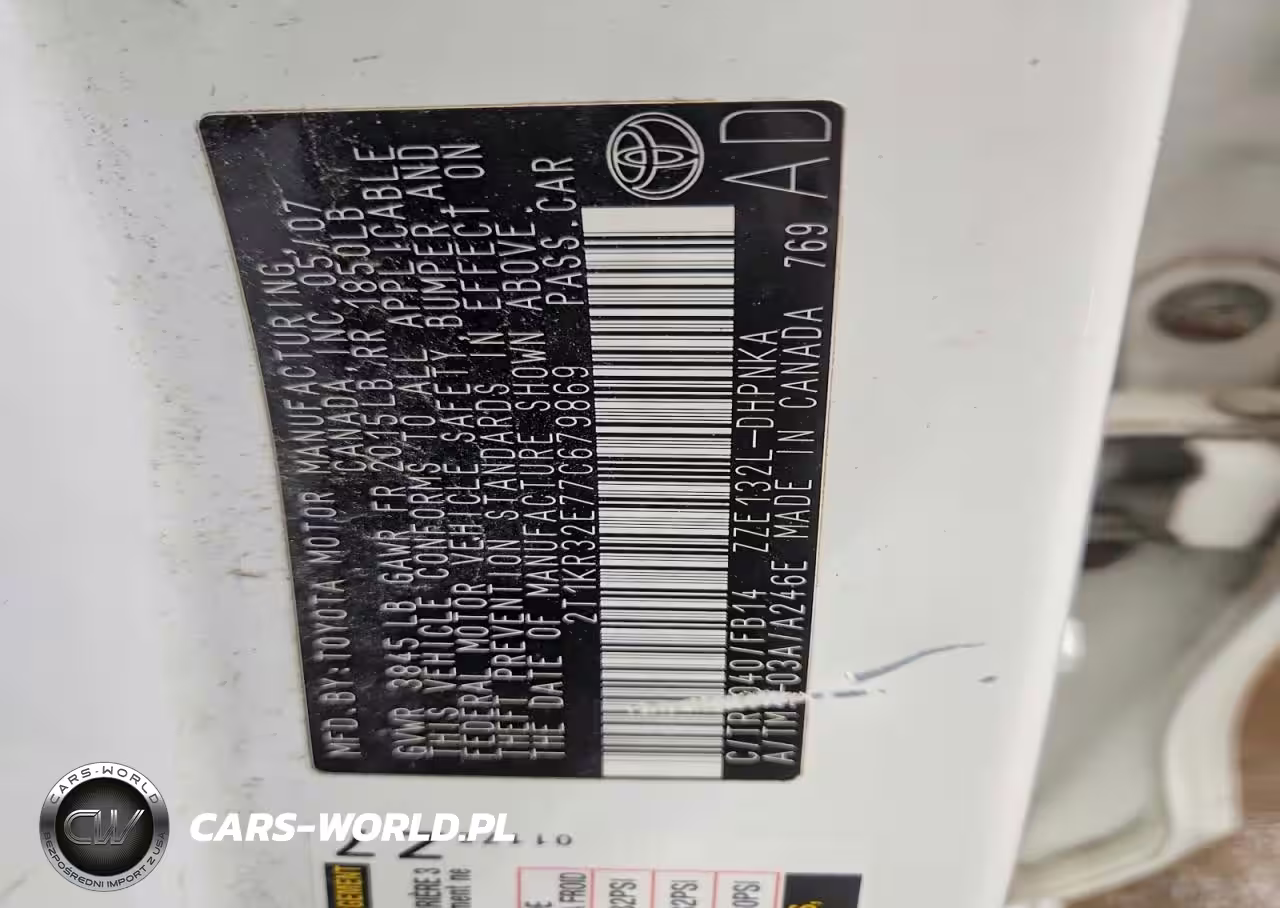 MFD.BY:TOYOTA MOTOR MANUFACTURING,
CANADA INC 05/07
GVWR 3845LB GAWR FR 2015LB,RR 1850LB
THIS VEHICLE CONFORMS TO ALL APPLICABLE
FEDERAL MOTOR VEHICLE SAFETY,BUMPER AND
THEFT PREVENTION STANDARDS IN EFFECT ON
THE DATE OF MANUFACTURE SHOWN ABOVE.
2T1KR32E77C679869 PASS.CAR
C/TR 040/FB14 ZZE132L-DHPNKA
A/TM -03A/A246E MADE IN CANADA 769
AD
CARS-WORLD
CW
BEZPOŚREDNI IMPORT Z USA
CARS-WORLD.PL